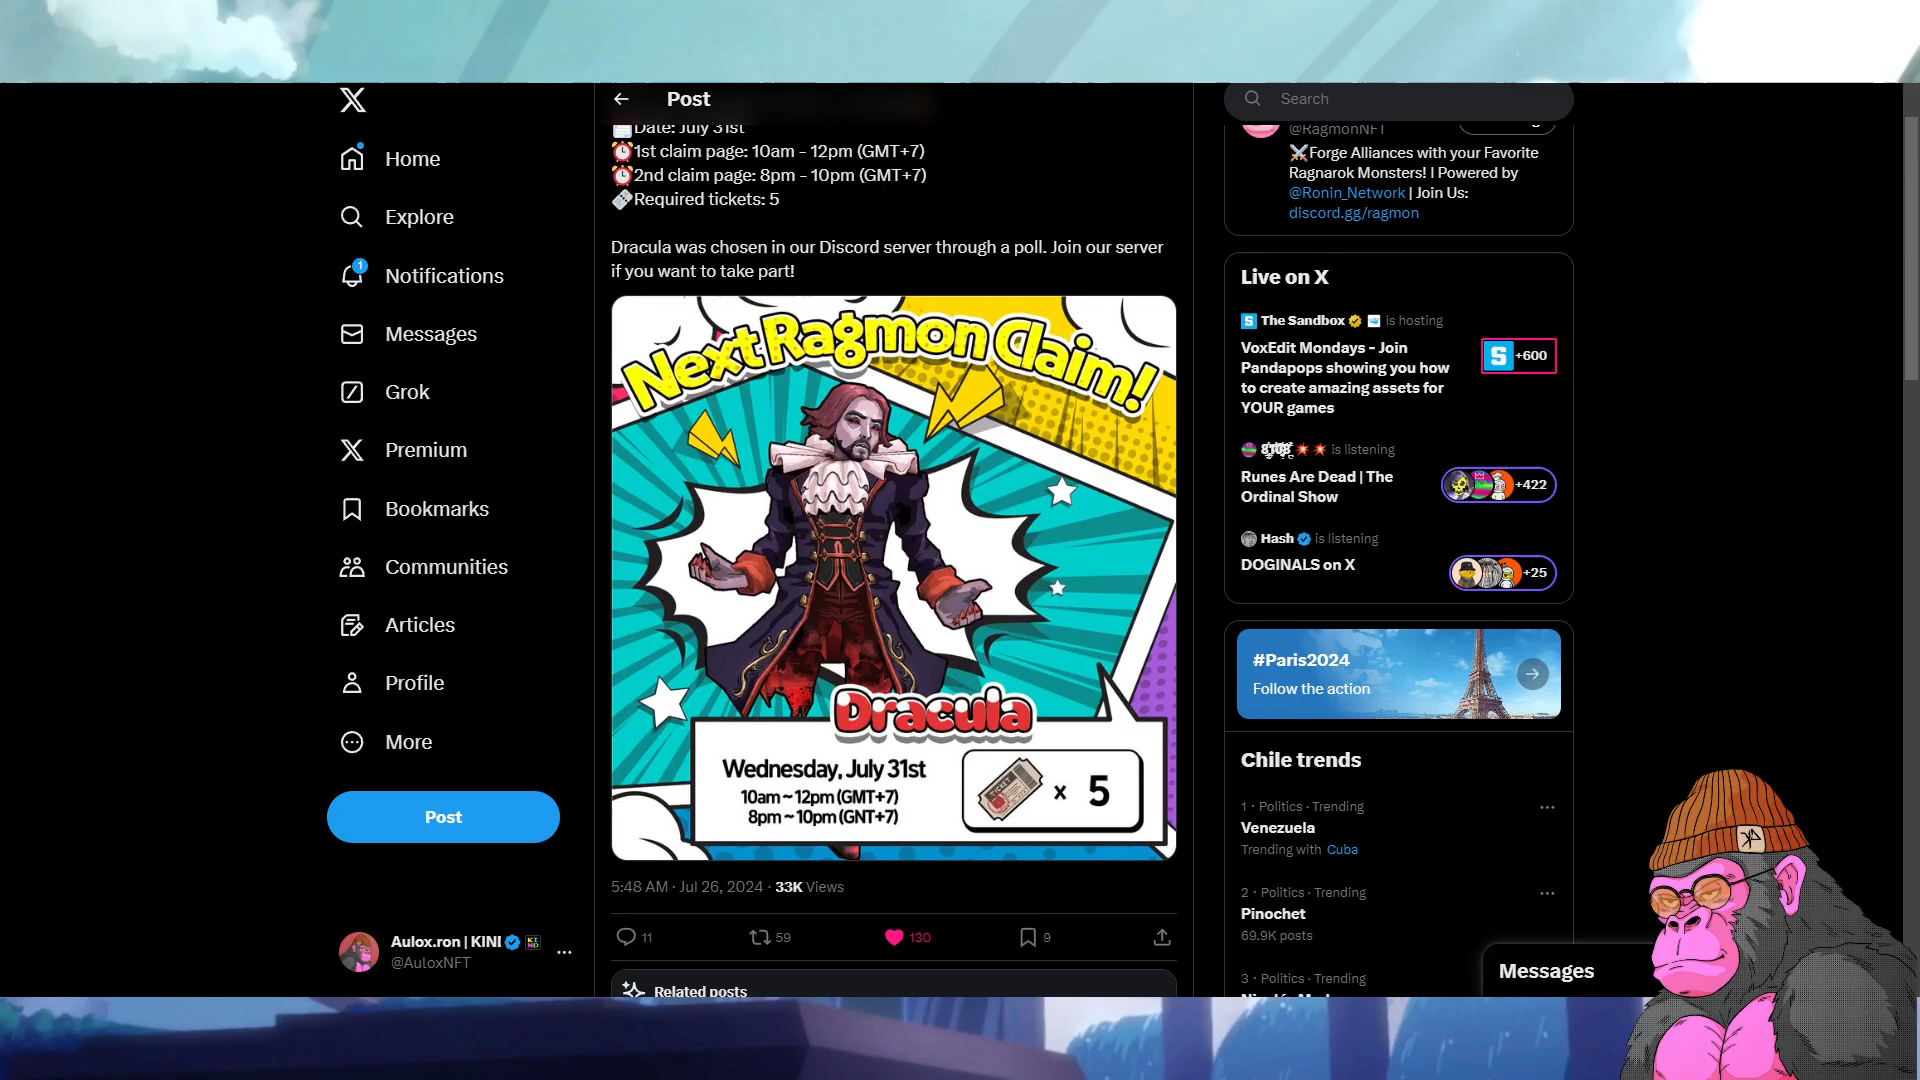 Home
Explore
1
Notifications
Messages
Grok
Premium
Bookmarks
Communities
Articles
Profile
More
Post
Aulox.ron | KINI
@AuloxNFT
Post
Date: July 31st
1st claim page: 10am - 12pm (GMT+7)
2nd claim page: 8pm - 10pm (GMT+7)
Required tickets: 5
Dracula was chosen in our Discord server through a poll. Join our server
if you want to take part!
Next Ragmon Claim!
Dracula
Wednesday, July 31st
10am ~ 12pm (GMT+7)
8pm ~ 10pm (GNT+7)
TICKET
x 5
5:48 AM · Jul 26, 2024 · 33K Views
11
59
130
9
Related posts
Search
@RagmonNFT
Forge Alliances with your Favorite
Ragnarok Monsters! l Powered by
@Ronin_Network | Join Us:
discord.gg/ragmon
Live on X
The Sandbox is hosting
VoxEdit Mondays - Join
Pandapops showing you how
to create amazing assets for
YOUR games
S +600
is listening
Runes Are Dead | The
Ordinal Show
+422
Hash is listening
DOGINALS on X
+25
#Paris2024
Follow the action
Chile trends
1 · Politics · Trending
Venezuela
Trending with Cuba
2 · Politics · Trending
Pinochet
69.9K posts
3 · Politics · Trending
Messages